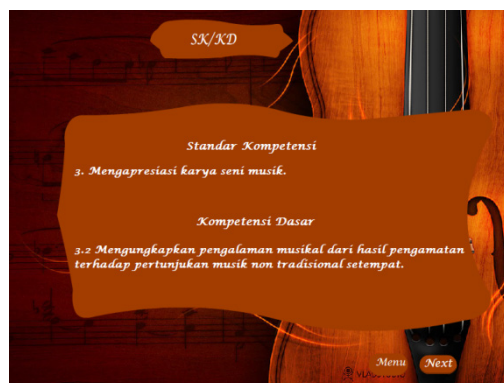 SK/KD
Standar Kompetensi
3. Mengapresiasi karya seni musik.
Kompetensi Dasar
3.2 Mengungkapkan pengalaman musikal dari hasil pengamatan
terhadap pertunjukan musik non tradisional setempat.
Menu Next